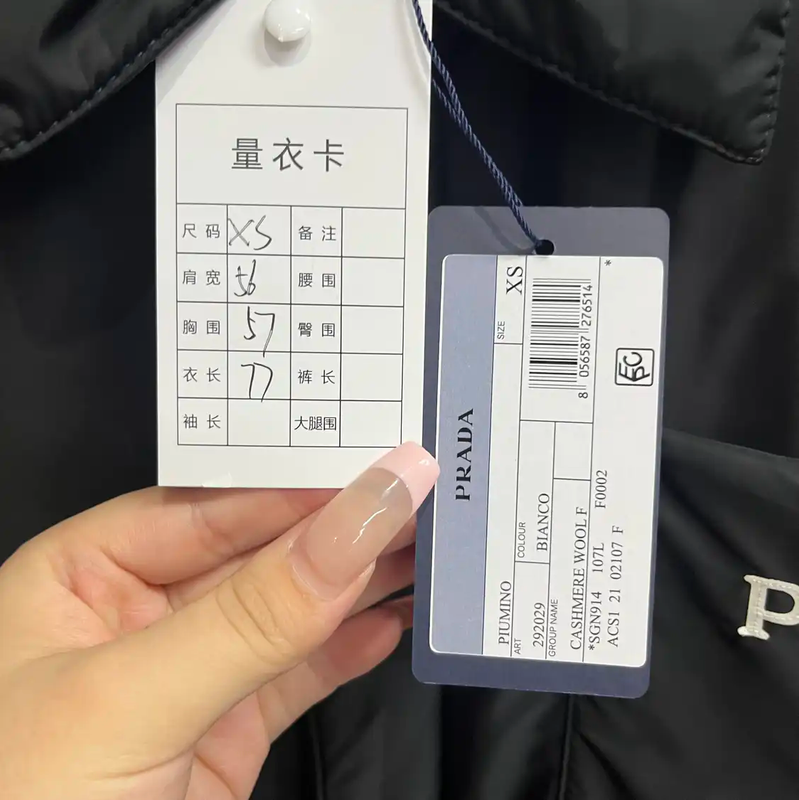 量衣卡
尺码 XS 备注
肩宽 56 腰围
胸围 57 臀围
衣长 77 裤长
袖长 大腿围
PRADA
PIUMINO
SIZE
XS
ART
292029
COLOUR
BIANCO
8 056587 276514
GROUP NAME
CASHMERE WOOL F
*SGN914 107L F0002
ACS1 21 02107 F
*
EC
P